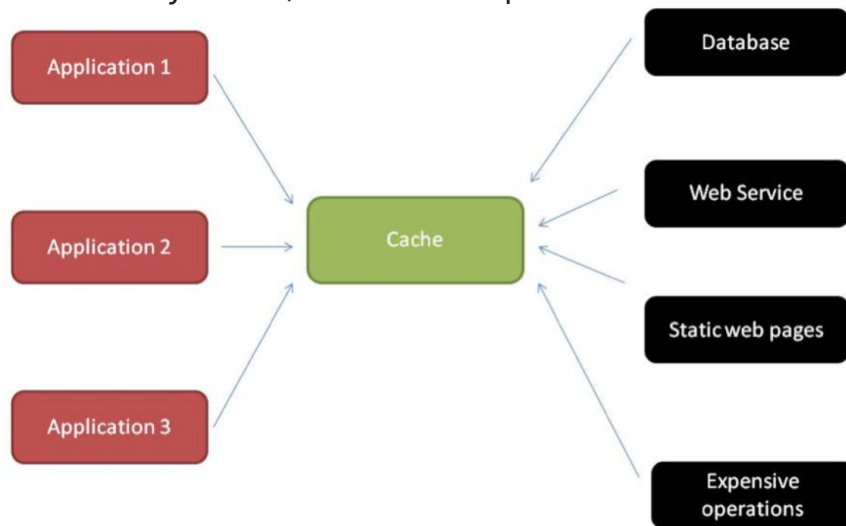 Application 1
Application 2
Application 3
Cache
Database
Web Service
Static web pages
Expensive
operations